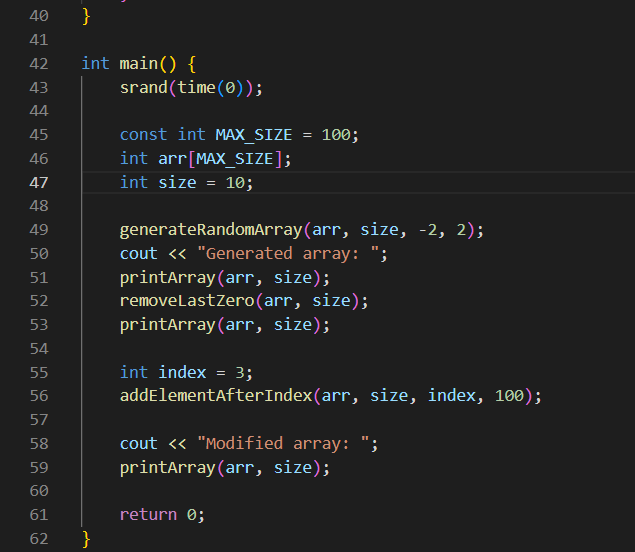 40 }
41
42 int main() {
43 srand(time(0));
44
45 const int MAX_SIZE = 100;
46 int arr[MAX_SIZE];
47 int size = 10;
48
49 generateRandomArray(arr, size, -2, 2);
50 cout << "Generated array: ";
51 printArray(arr, size);
52 removeLastZero(arr, size);
53 printArray(arr, size);
54
55 int index = 3;
56 addElementAfterIndex(arr, size, index, 100);
57
58 cout << "Modified array: ";
59 printArray(arr, size);
60
61 return 0;
62 }